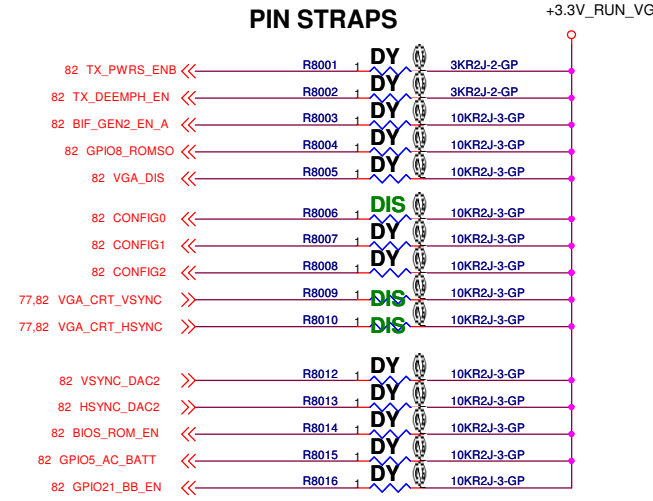 PIN STRAPS
+3.3V_RUN_VG
82 TX_PWRS_ENB R8001 1 DY 3KR2J-2-GP
82 TX_DEEMPH_EN R8002 1 DY 3KR2J-2-GP
82 BIF_GEN2_EN_A R8003 1 DY 10KR2J-3-GP
82 GPIO8_ROMSO R8004 1 DY 10KR2J-3-GP
82 VGA_DIS R8005 1 DY 10KR2J-3-GP
82 CONFIG0 R8006 1 DIS 10KR2J-3-GP
82 CONFIG1 R8007 1 DY 10KR2J-3-GP
82 CONFIG2 R8008 1 DY 10KR2J-3-GP
77,82 VGA_CRT_VSYNC R8009 1 DIS 10KR2J-3-GP
77,82 VGA_CRT_HSYNC R8010 1 DIS 10KR2J-3-GP
82 VSYNC_DAC2 R8012 1 DY 10KR2J-3-GP
82 HSYNC_DAC2 R8013 1 DY 10KR2J-3-GP
82 BIOS_ROM_EN R8014 1 DY 10KR2J-3-GP
82 GPIO5_AC_BATT R8015 1 DY 10KR2J-3-GP
82 GPIO21_BB_EN R8016 1 DY 10KR2J-3-GP